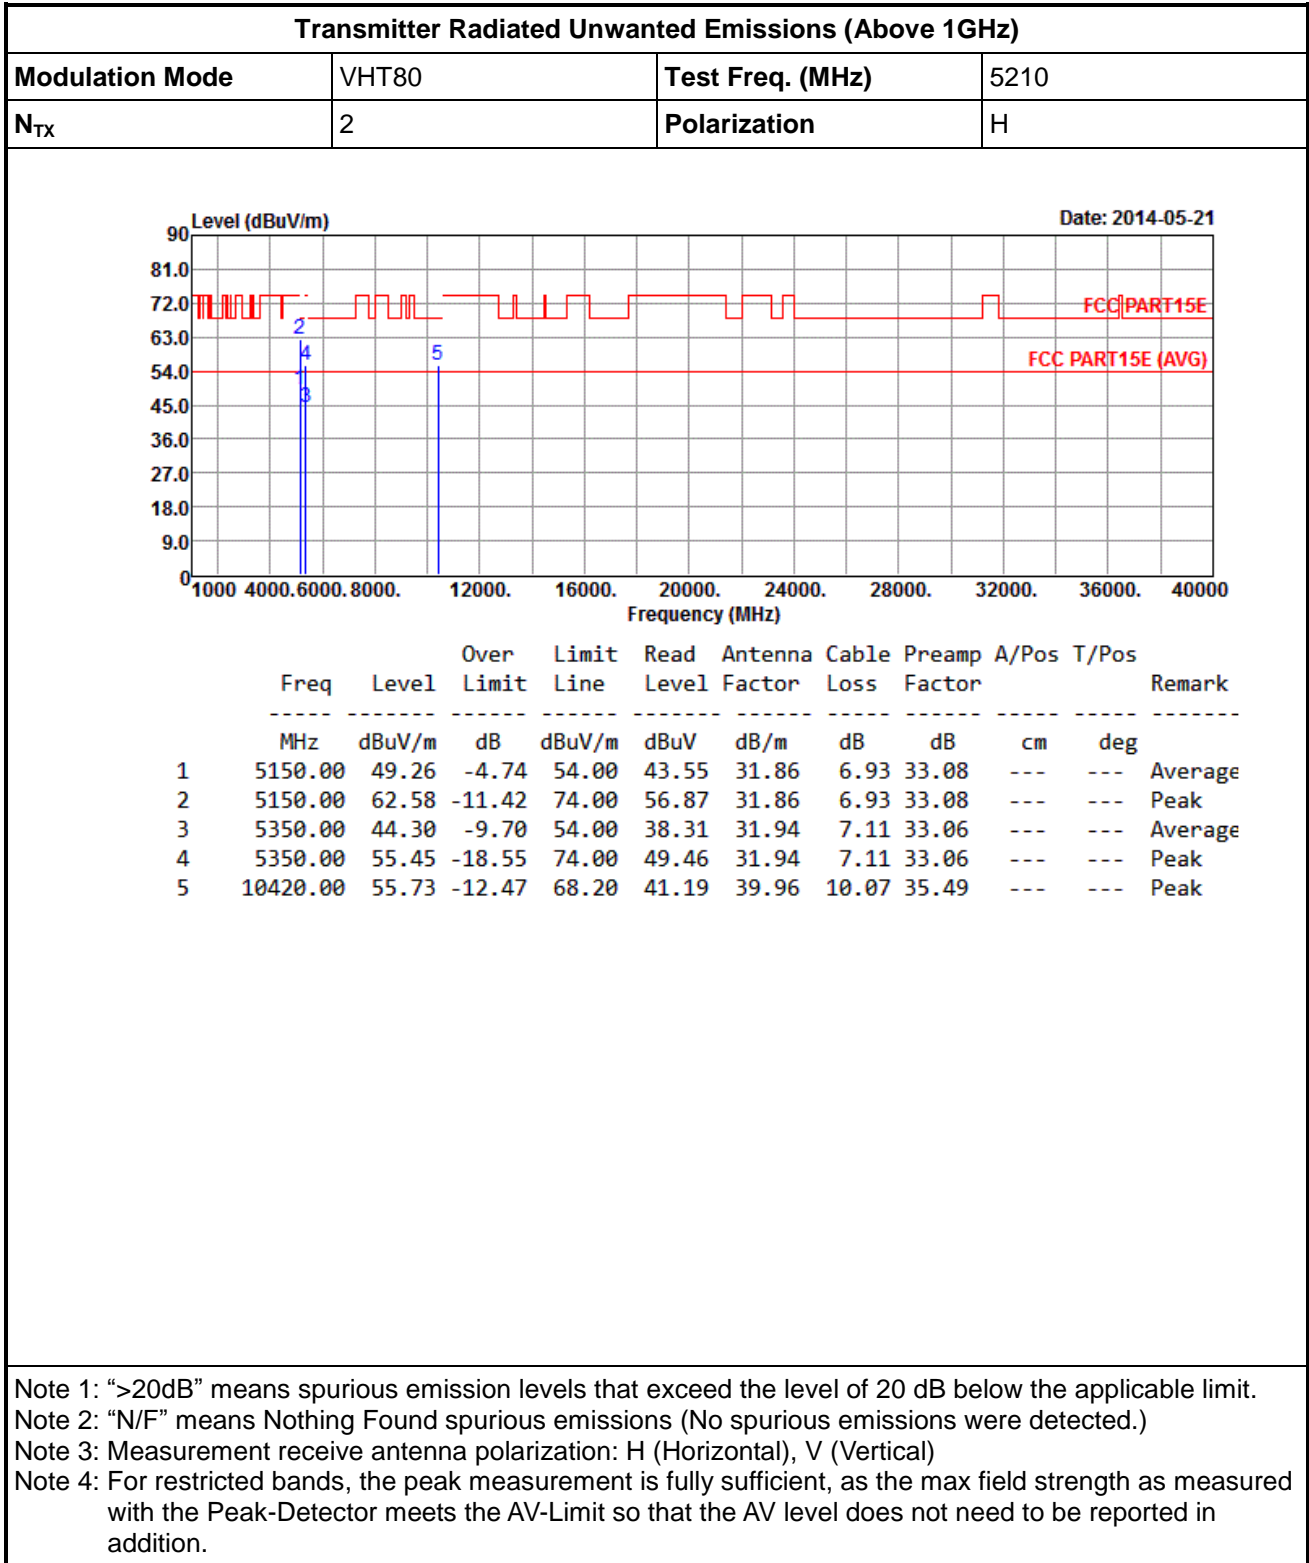 Transmitter Radiated Unwanted Emissions (Above 1GHz)
Modulation Mode VHT80 Test Freq. (MHz) 5210
NTX 2 Polarization H
Level (dBuV/m) Date: 2014-05-21
90
81.0
72.0
FCC PART15E
2
63.0
4 5
FCC PART15E (AVG)
54.0
1
3
45.0
36.0
27.0
18.0
9.0
0
1000 4000. 6000. 8000. 12000. 16000. 20000. 24000. 28000. 32000. 36000. 40000
Frequency (MHz)
Over Limit Read Antenna Cable Preamp A/Pos T/Pos
Freq Level Limit Line Level Factor Loss Factor Remark
----- ------- ------ ------ ------- ------ ----- ------ ----- ----- -------
MHz dBuV/m dB dBuV/m dBuV dB/m dB dB cm deg
1 5150.00 49.26 -4.74 54.00 43.55 31.86 6.93 33.08 --- --- Average
2 5150.00 62.58 -11.42 74.00 56.87 31.86 6.93 33.08 --- --- Peak
3 5350.00 44.30 -9.70 54.00 38.31 31.94 7.11 33.06 --- --- Average
4 5350.00 55.45 -18.55 74.00 49.46 31.94 7.11 33.06 --- --- Peak
5 10420.00 55.73 -12.47 68.20 41.19 39.96 10.07 35.49 --- --- Peak
Note 1: “>20dB” means spurious emission levels that exceed the level of 20 dB below the applicable limit.
Note 2: “N/F” means Nothing Found spurious emissions (No spurious emissions were detected.)
Note 3: Measurement receive antenna polarization: H (Horizontal), V (Vertical)
Note 4: For restricted bands, the peak measurement is fully sufficient, as the max field strength as measured
with the Peak-Detector meets the AV-Limit so that the AV level does not need to be reported in
addition.